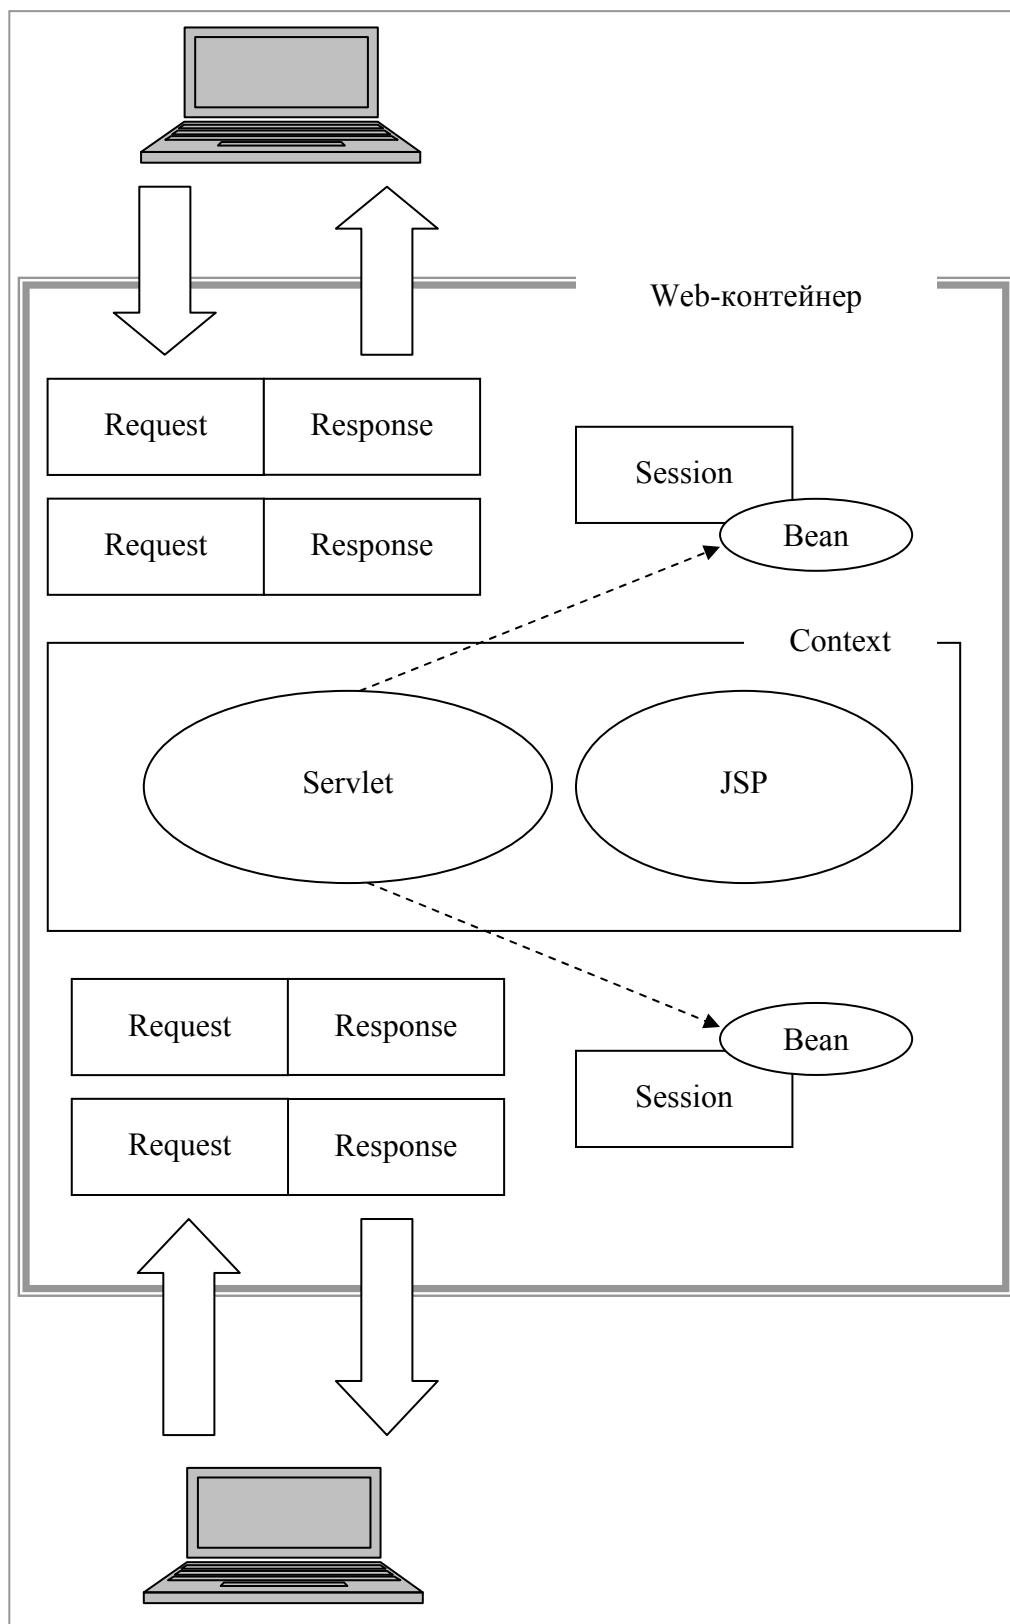 Web-контейнер
Request Response
Session
Request Response
Bean
Context
Servlet JSP
Request Response
Bean
Session
Request Response